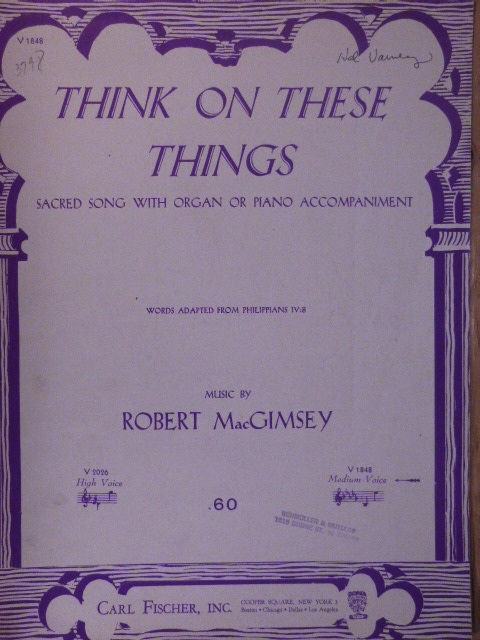 V 1848
THINK ON THESE
THINGS
SACRED SONG WITH ORGAN OR PIANO ACCOMPANIMENT
WORDS ADAPTED FROM PHILIPPIANS IV:8
MUSIC BY
ROBERT MacGIMSEY
V 2026
High Voice
V 1848
Medium Voice
.60
CARL FISCHER, INC.
COOPER SQUARE, NEW YORK 3
Boston • Chicago • Dallas • Los Angeles